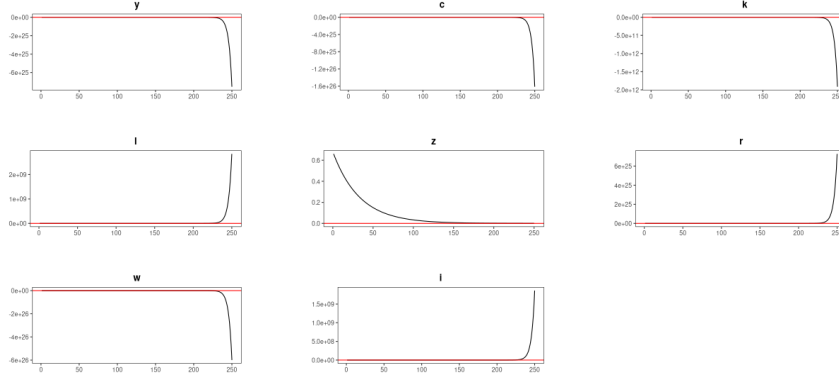 y c k
0e+00 0.0e+00 0.0e+00
-2e+25 -4.0e+25 -5.0e+11
-4e+25 -8.0e+25 -1.0e+12
-6e+25 -1.2e+26 -1.5e+12
-1.6e+26 -2.0e+12
0 50 100 150 200 250 0 50 100 150 200 250 0 50 100 150 200 250
l z r
2e+09 0.6 6e+25
1e+09 0.4 4e+25
0e+00 0.2 2e+25
0.0 0e+00
0 50 100 150 200 250 0 50 100 150 200 250 0 50 100 150 200 250
w i
0e+00 1.5e+09
-2e+26 1.0e+09
-4e+26 5.0e+08
-6e+26 0.0e+00
0 50 100 150 200 250 0 50 100 150 200 250